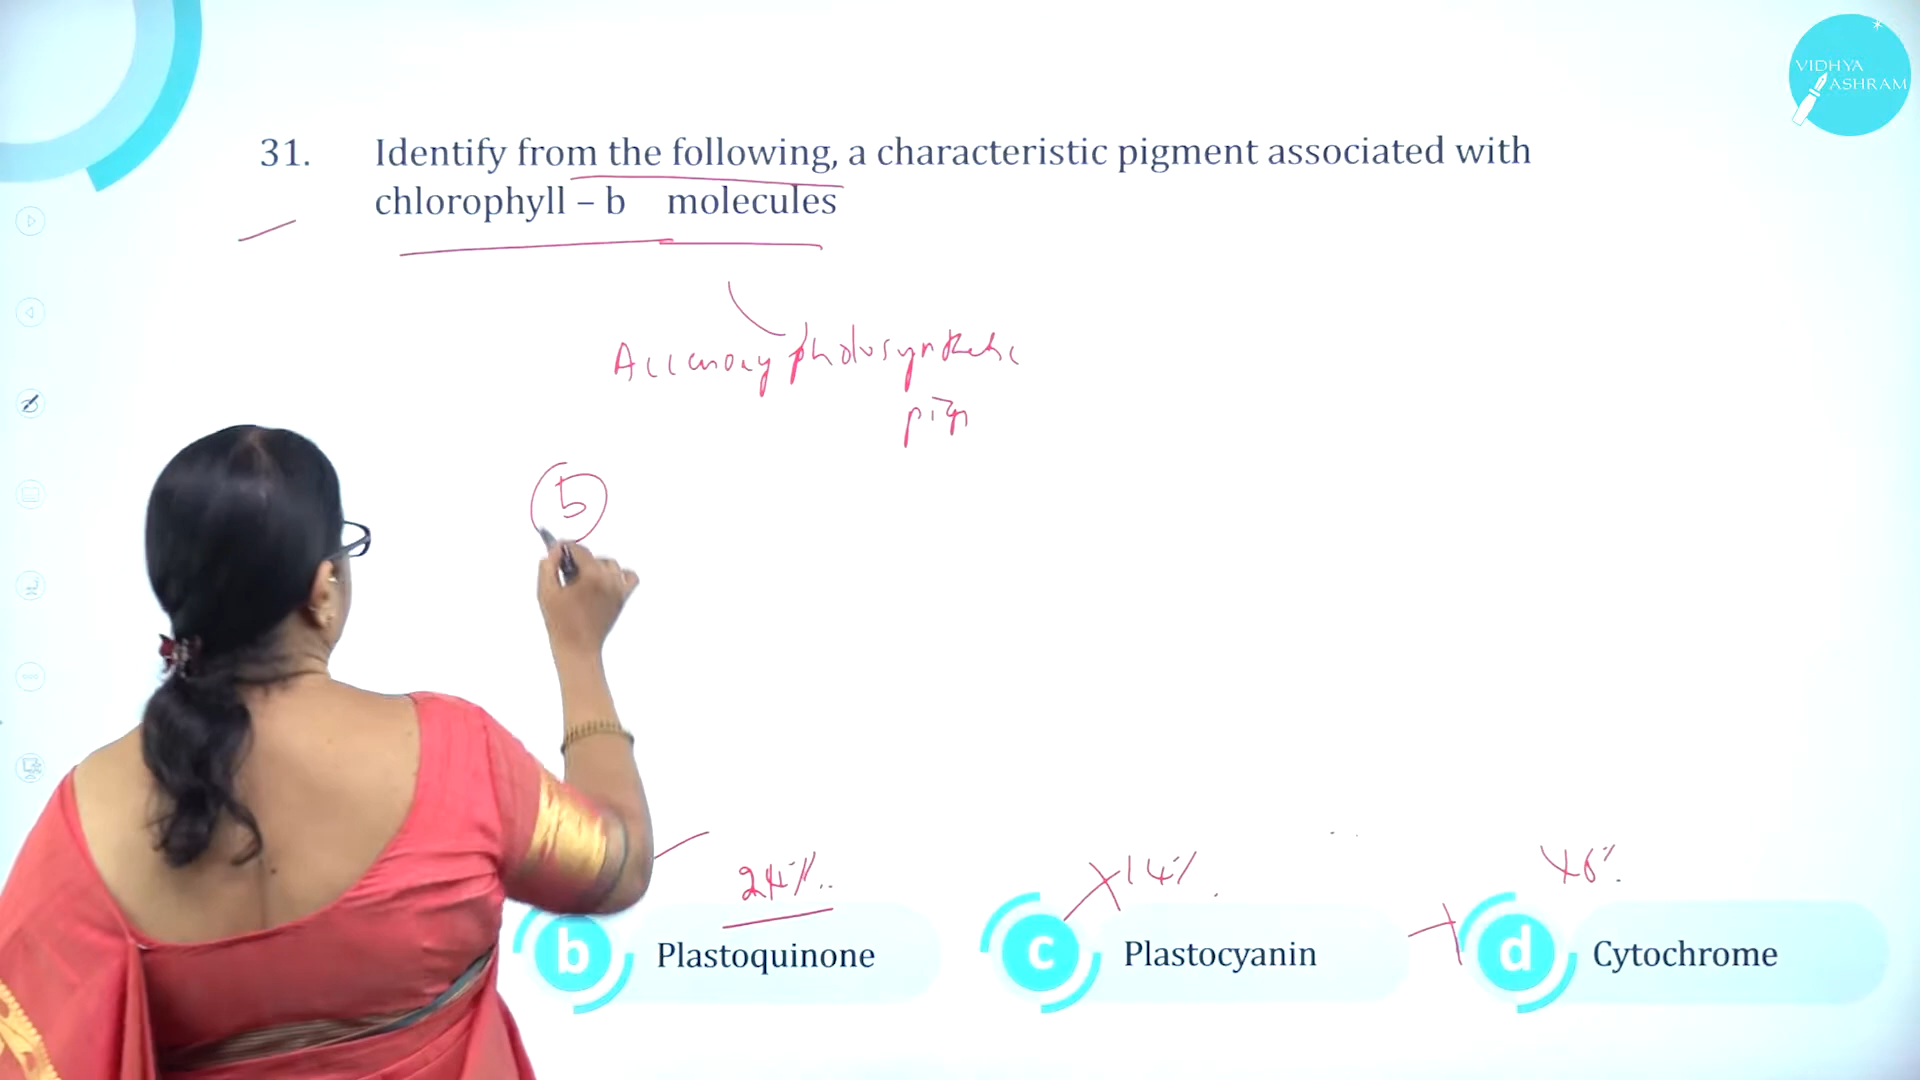 VIDHYA
ASHRAM
31. Identify from the following, a characteristic pigment associated with
chlorophyll – b molecules
photosynthetic
pig
5
24%
14%
6%
b Plastoquinone
c Plastocyanin
d Cytochrome